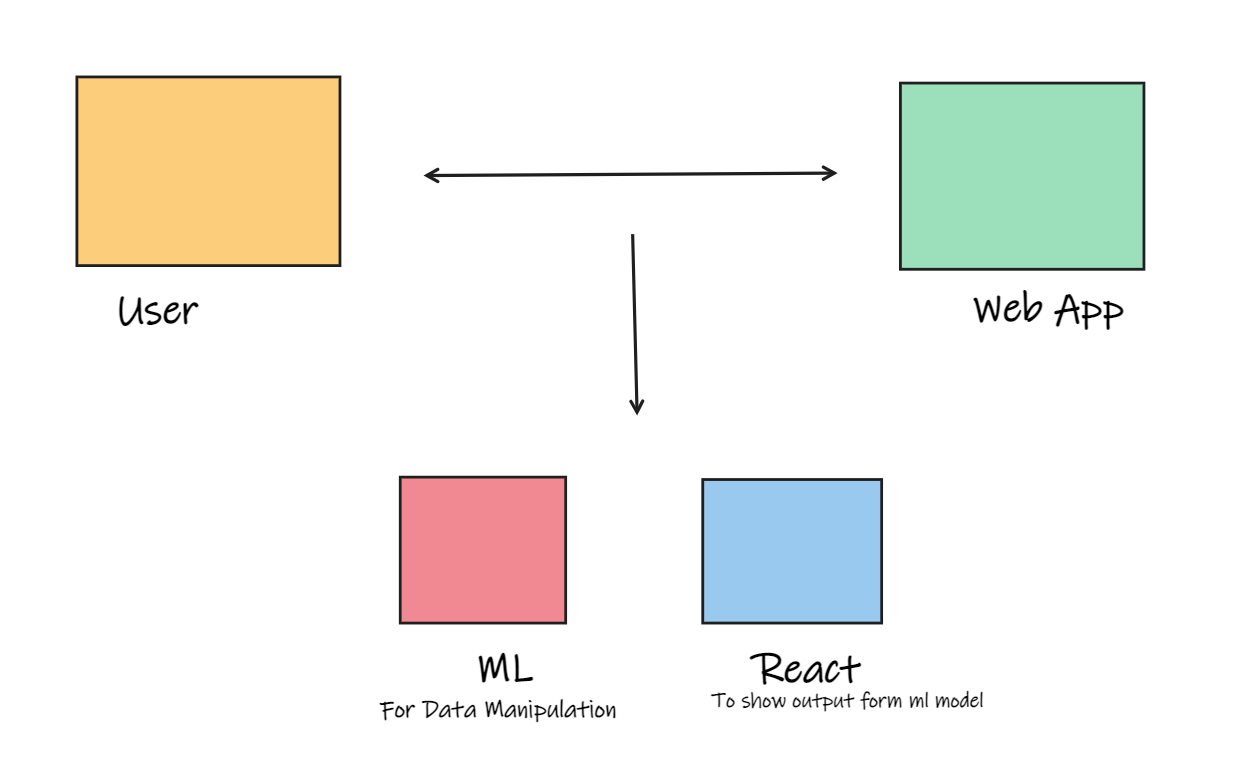 User
Web App
ML
React
For Data Manipulation
To show output form ml model